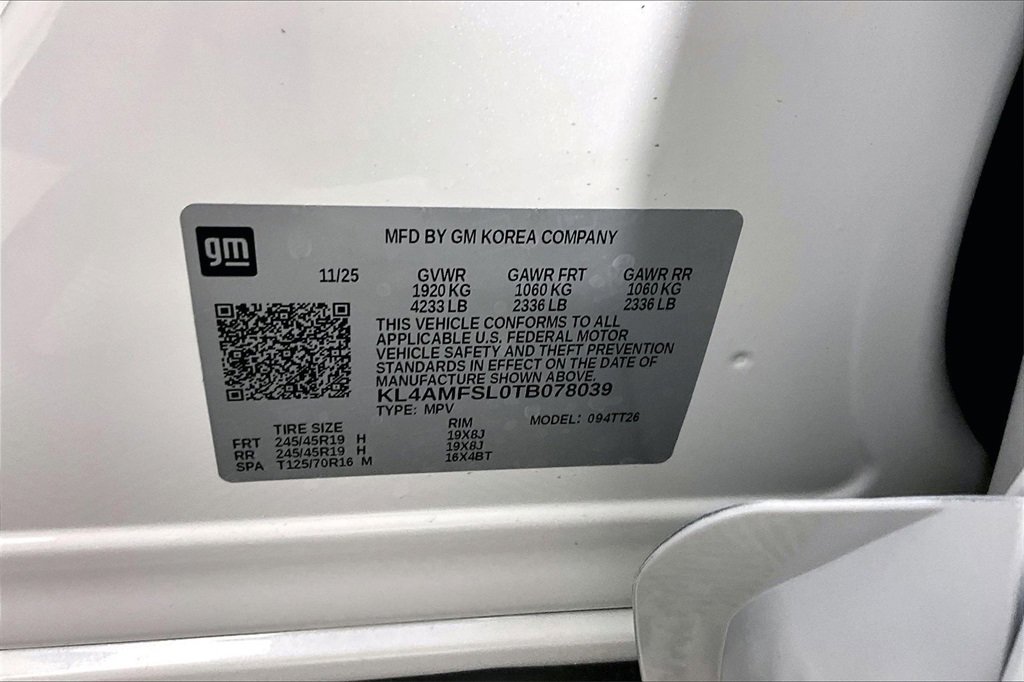 gm
MFD BY GM KOREA COMPANY
11/25 GVWR GAWR FRT GAWR RR
1920 KG 1060 KG 1060 KG
4233 LB 2336 LB 2336 LB
THIS VEHICLE CONFORMS TO ALL
APPLICABLE U.S. FEDERAL MOTOR
VEHICLE SAFETY AND THEFT PREVENTION
STANDARDS IN EFFECT ON THE DATE OF
MANUFACTURE SHOWN ABOVE.
KL4AMFSL0TB078039
TYPE: MPV MODEL: 094TT26
TIRE SIZE RIM
FRT 245/45R19 H 19X8J
RR 245/45R19 H 19X8J
SPA T125/70R16 M 16X4BT